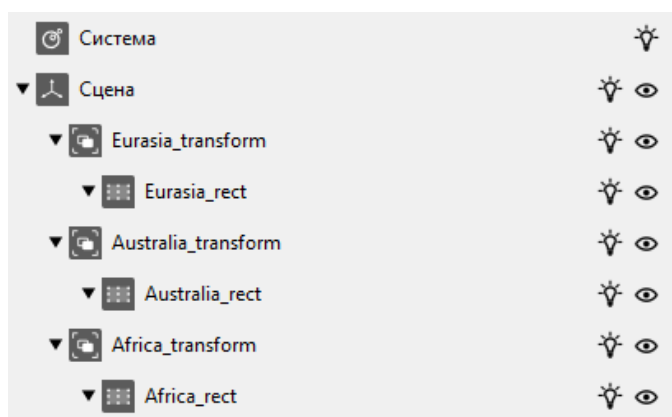 Система
Сцена
Eurasia_transform
Eurasia_rect
Australia_transform
Australia_rect
Africa_transform
Africa_rect